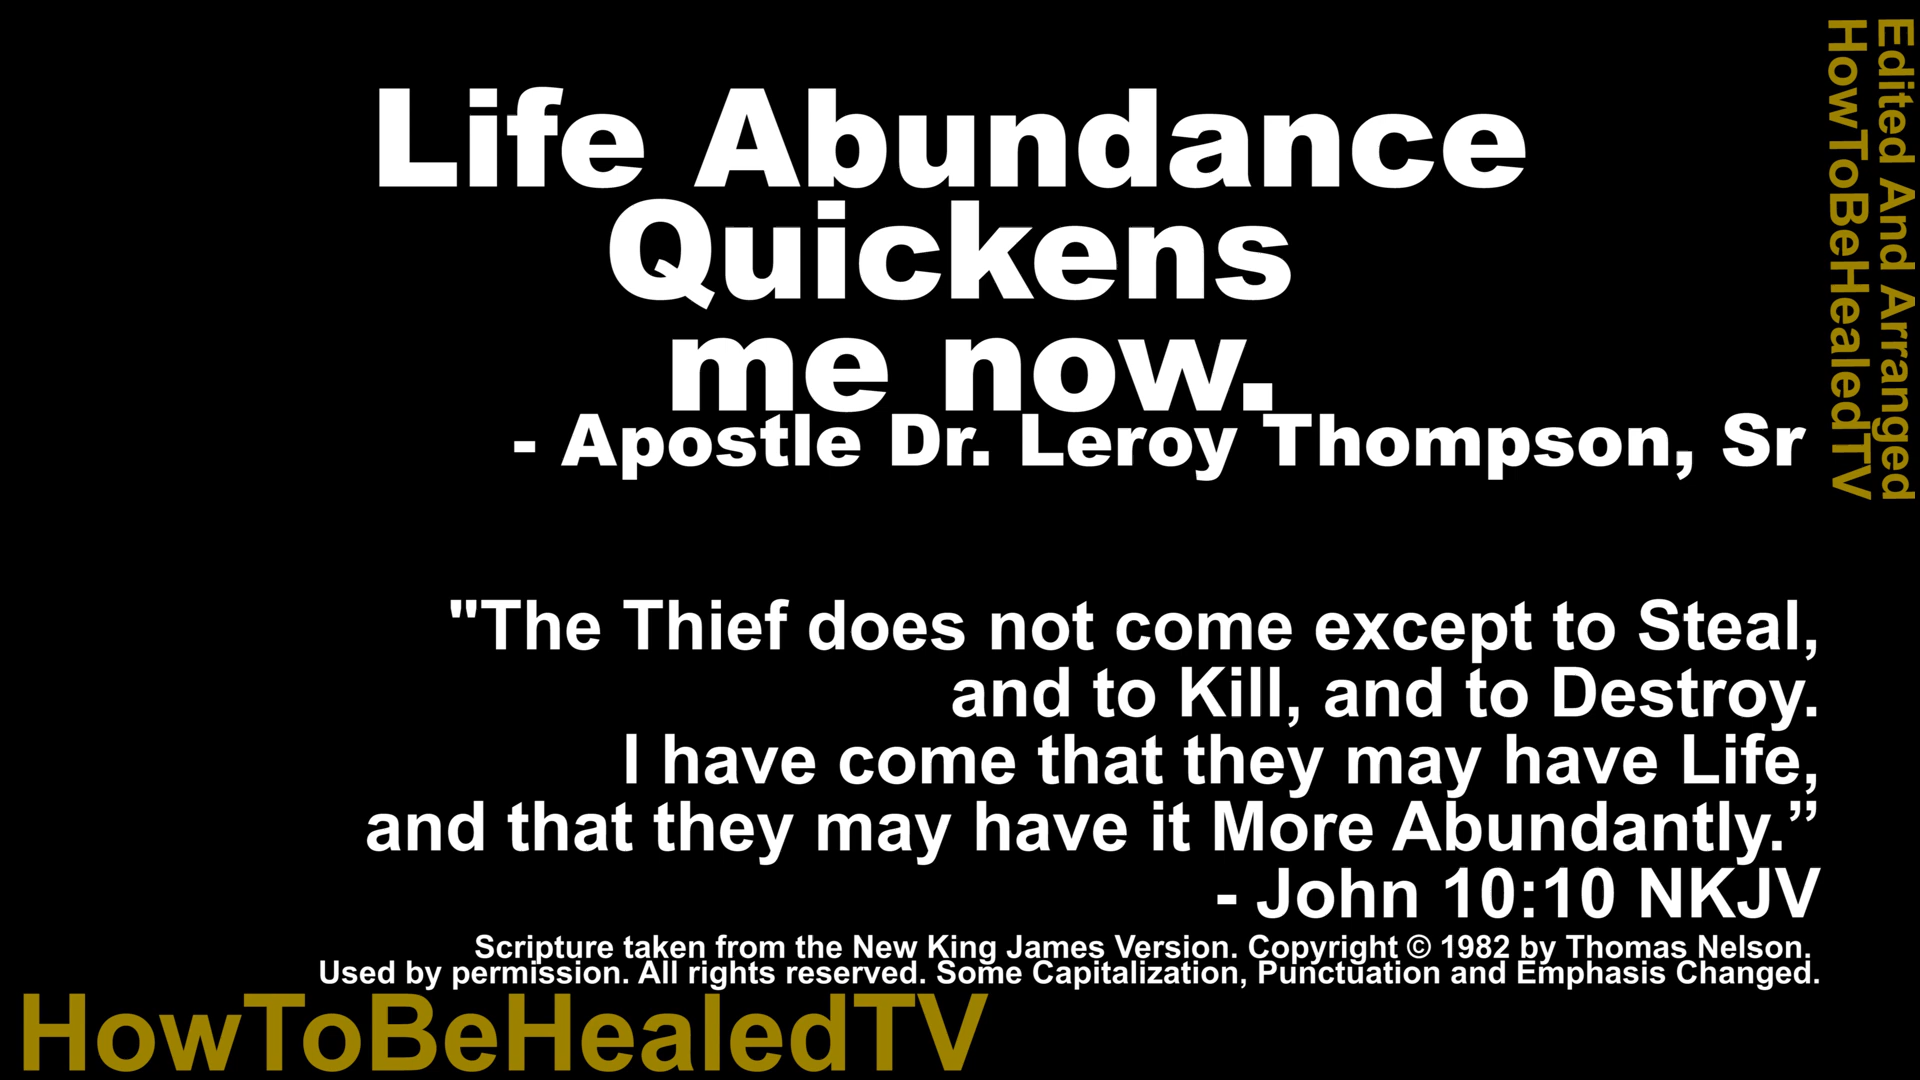 Life Abundance
Quickens
me now.
- Apostle Dr. Leroy Thompson, Sr
"The Thief does not come except to Steal,
and to Kill, and to Destroy.
I have come that they may have Life,
and that they may have it More Abundantly.”
- John 10:10 NKJV
Scripture taken from the New King James Version. Copyright © 1982 by Thomas Nelson.
Used by permission. All rights reserved. Some Capitalization, Punctuation and Emphasis Changed.
HowToBeHealedTV
Edited And Arranged
HowToBeHealedTV